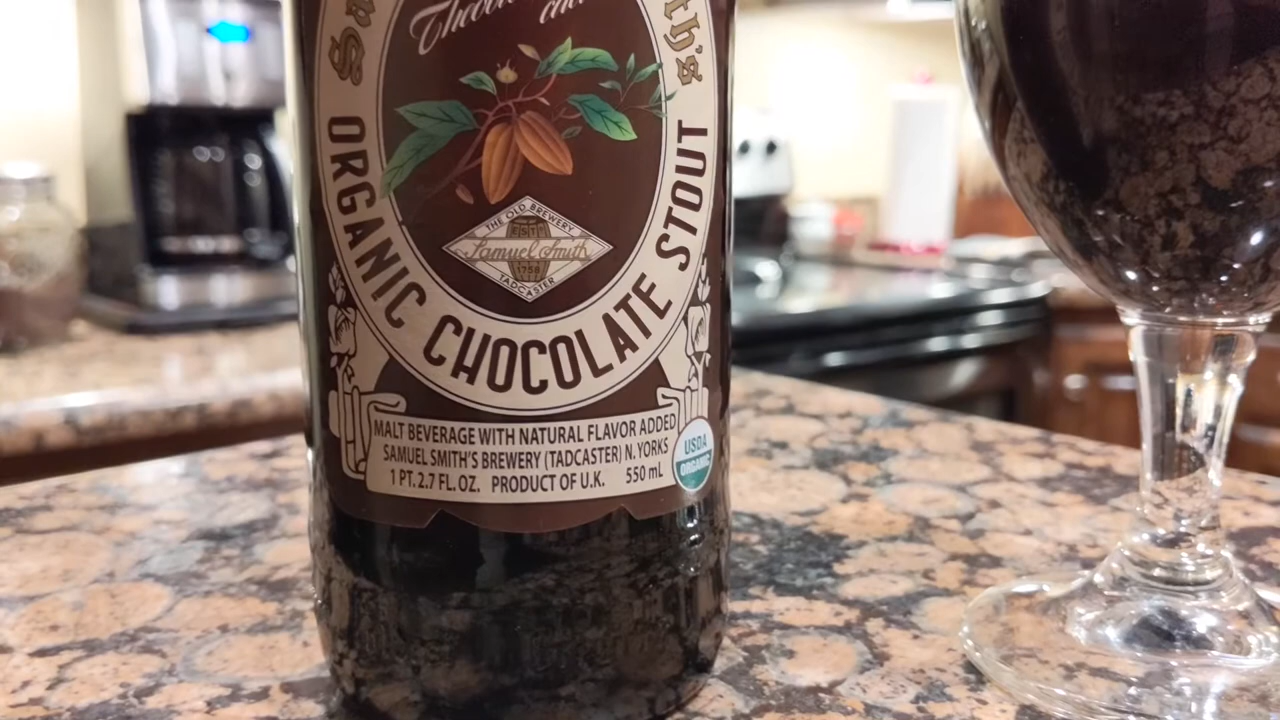 ORGANIC CHOCOLATE STOUT
THE OLD BREWERY
ESTD
Samuel Smith
1758
TADCASTER
MALT BEVERAGE WITH NATURAL FLAVOR ADDED
SAMUEL SMITH'S BREWERY (TADCASTER) N. YORKS
1 PT. 2.7 FL. OZ. PRODUCT OF U.K. 550 mL
USDA
ORGANIC